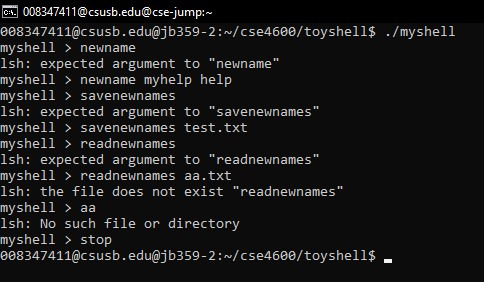 008347411@csusb.edu@cse-jump:~
008347411@csusb.edu@jb359-2:~/cse4600/toyshell$ ./myshell
myshell > newname
lsh: expected argument to "newname"
myshell > newname myhelp help
myshell > savenewnames
lsh: expected argument to "savenewnames"
myshell > savenewnames test.txt
myshell > readnewnames
lsh: expected argument to "readnewnames"
myshell > readnewnames aa.txt
lsh: the file does not exist "readnewnames"
myshell > aa
lsh: No such file or directory
myshell > stop
008347411@csusb.edu@jb359-2:~/cse4600/toyshell$